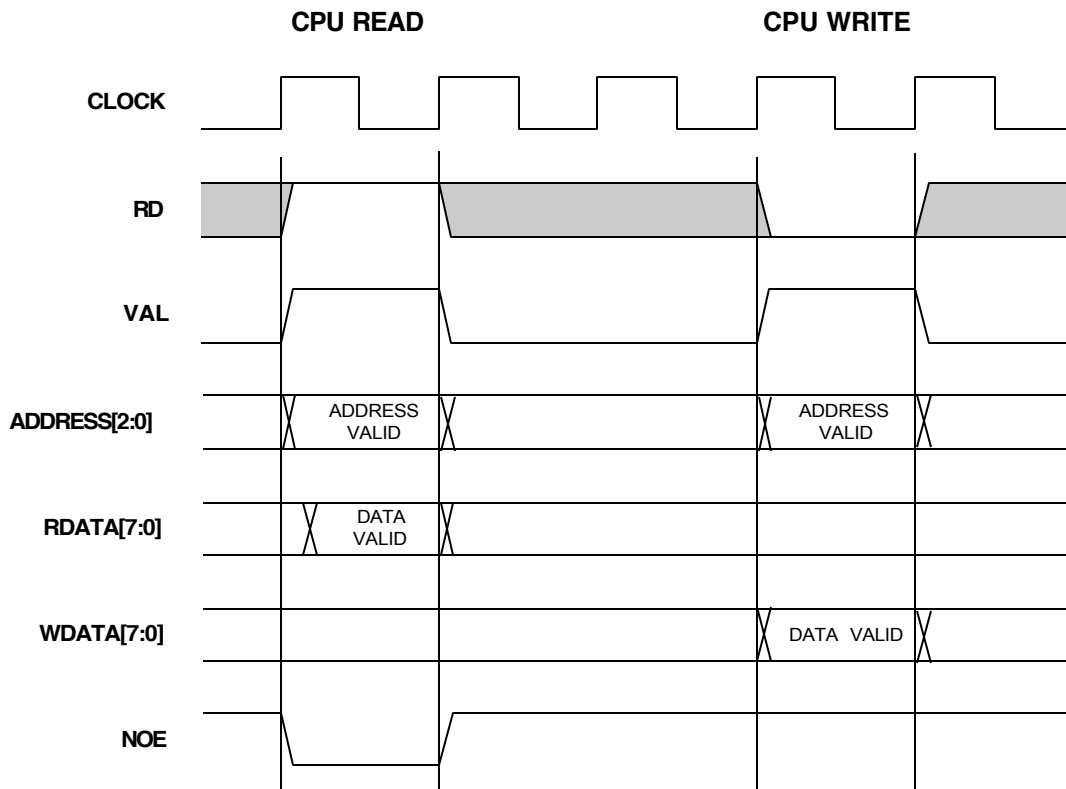 CPU READ
CPU WRITE
CLOCK
RD
VAL
ADDRESS[2:0]
ADDRESS
VALID
ADDRESS
VALID
RDATA[7:0]
DATA
VALID
WDATA[7:0]
DATA VALID
NOE